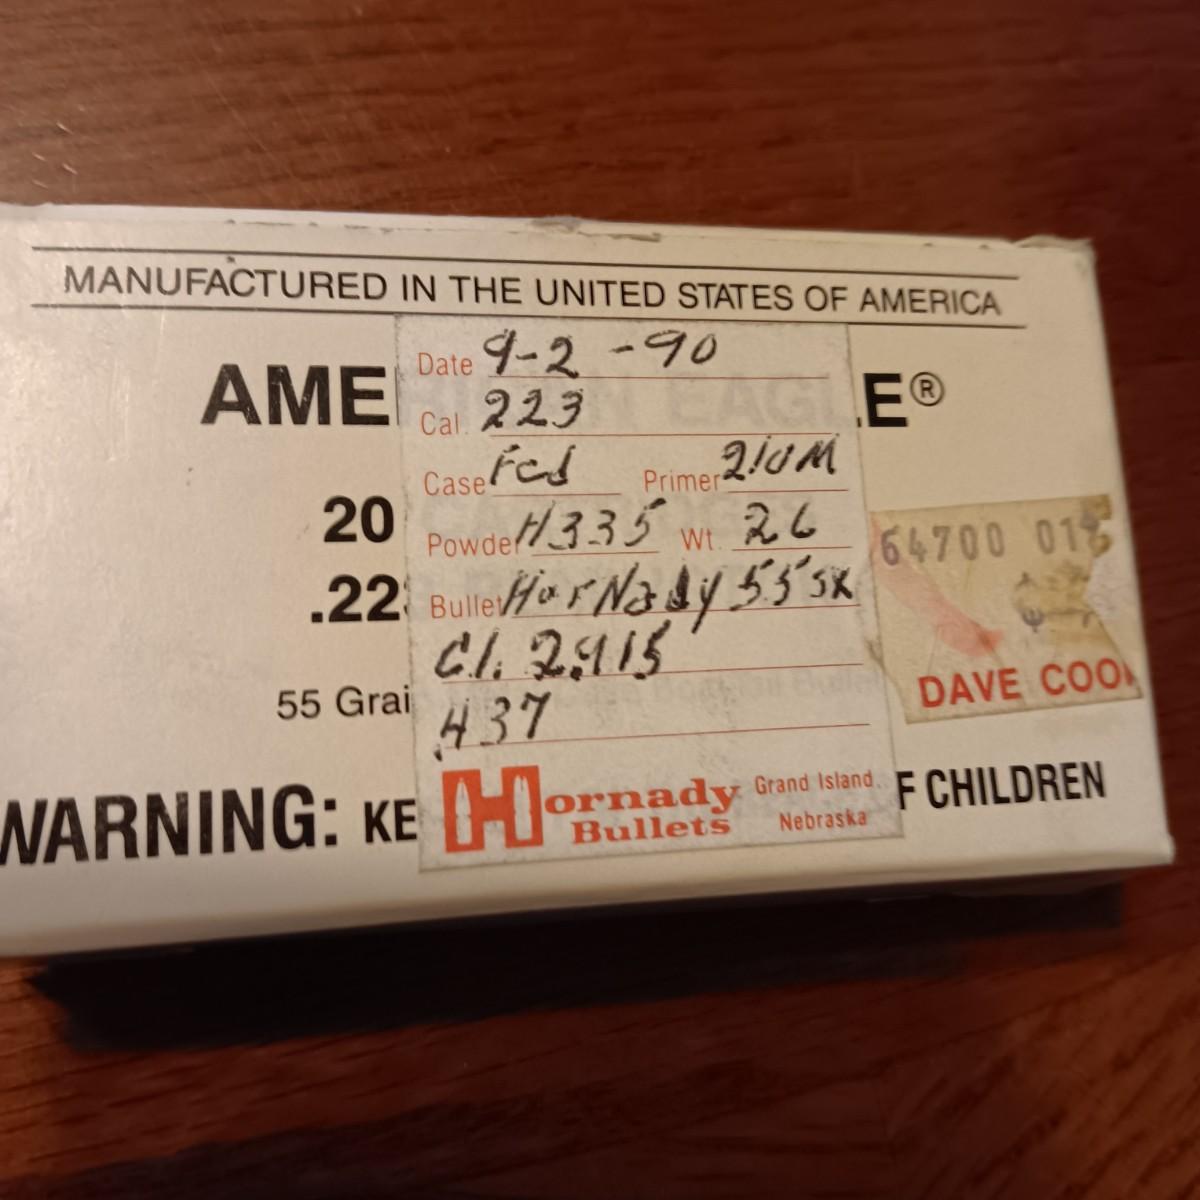 MANUFACTURED IN THE UNITED STATES OF AMERICA
AME E®
Date 9-2-90
Cal. 223
Case Fcd Primer 210M
20
Powder H335 Wt. 26
64700 01
.22
Bullet HorNady 55 SX
2.915
55 Grai
.437
DAVE COO
WARNING: KE F CHILDREN
Hornady Bullets Grand Island. Nebraska